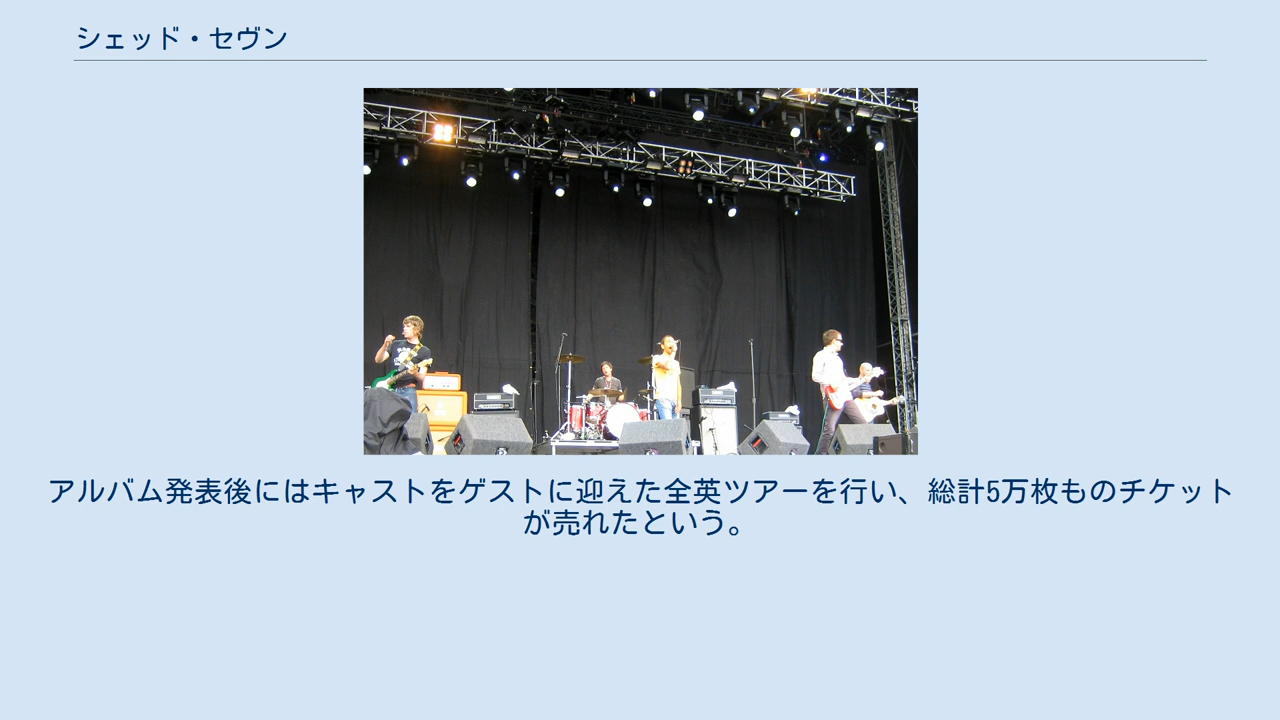 シェッド・セヴン
アルバム発表後にはキャストをゲストに迎えた全英ツアーを行い、総計5万枚ものチケット
が売れたという。